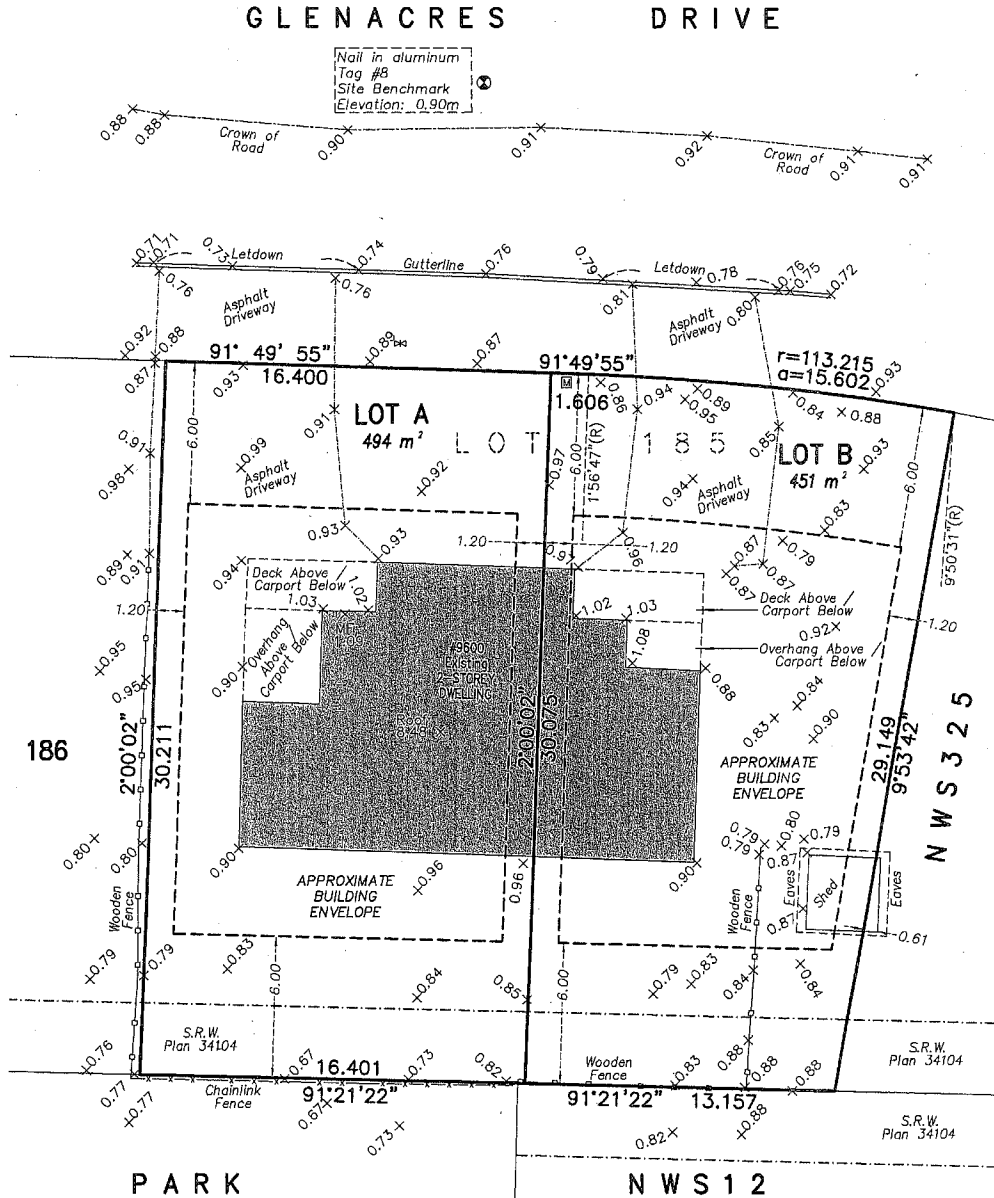 GLENACRES DRIVE
Nail in aluminum
Tag #8
Site Benchmark
Elevation: 0.90m
0.88
0.88
Crown of
Road
0.90
0.91
0.92
Crown of
Road
0.91
0.91
0.71
0.71
0.73
Letdown
0.74
Gutterline
0.76
0.79
Letdown
0.78
0.76
0.75
0.72
0.76
0.76
0.81
0.80
Asphalt
Driveway
Asphalt
Driveway
0.92
0.88
0.87
91° 49' 55"
0.89
0.87
91°49'55"
r=113.215
a=15.602
0.93
0.93
16.400
M
1.606
0.86
0.94
0.89
0.95
0.84
0.88
6.00
LOT A
494 m²
0.91
LOT 185
0.85
LOT B
451 m²
0.93
6.00
0.91
0.98
0.99
Asphalt
Driveway
0.92
0.97
6.00
1°56'47"(R)
0.94
Asphalt
Driveway
0.83
9°50'31"(R)
0.93
0.93
1.20
1.20
0.96
0.91
0.87
0.79
0.87
0.87
0.89
0.91
0.94
Deck Above
Carport Below
1.02
1.03
1.20
Overhang
Above
Carport Below
0.90
#9600
Existing
2-STOREY
DWELLING
1.02
1.03
1.08
Deck Above
Carport Below
0.92
1.20
Overhang Above
Carport Below
0.88
0.84
0.83
0.90
0.95
0.95
Roof
8.48
186
2°00'02"
30.211
2°00'02"
30.075
29.149
9°53'42"
NWS325
APPROXIMATE
BUILDING
ENVELOPE
0.80
0.80
0.90
0.96
0.96
0.90
0.79
0.79
0.80
0.79
0.87
APPROXIMATE
BUILDING
ENVELOPE
Wooden
Fence
Wooden
Fence
Eaves
Shed
Eaves
0.87
0.61
0.79
0.79
0.83
6.00
0.84
0.85
6.00
0.79
0.83
0.84
0.84
S.R.W.
Plan 34104
S.R.W.
Plan 34104
0.76
0.77
0.77
0.67
16.401
0.73
0.82
Wooden
Fence
0.83
0.88
0.88
0.88
Chainlink
Fence
91°21'22"
0.67
0.73
91°21'22"
13.157
0.82
0.88
S.R.W.
Plan 34104
PARK
NWS12